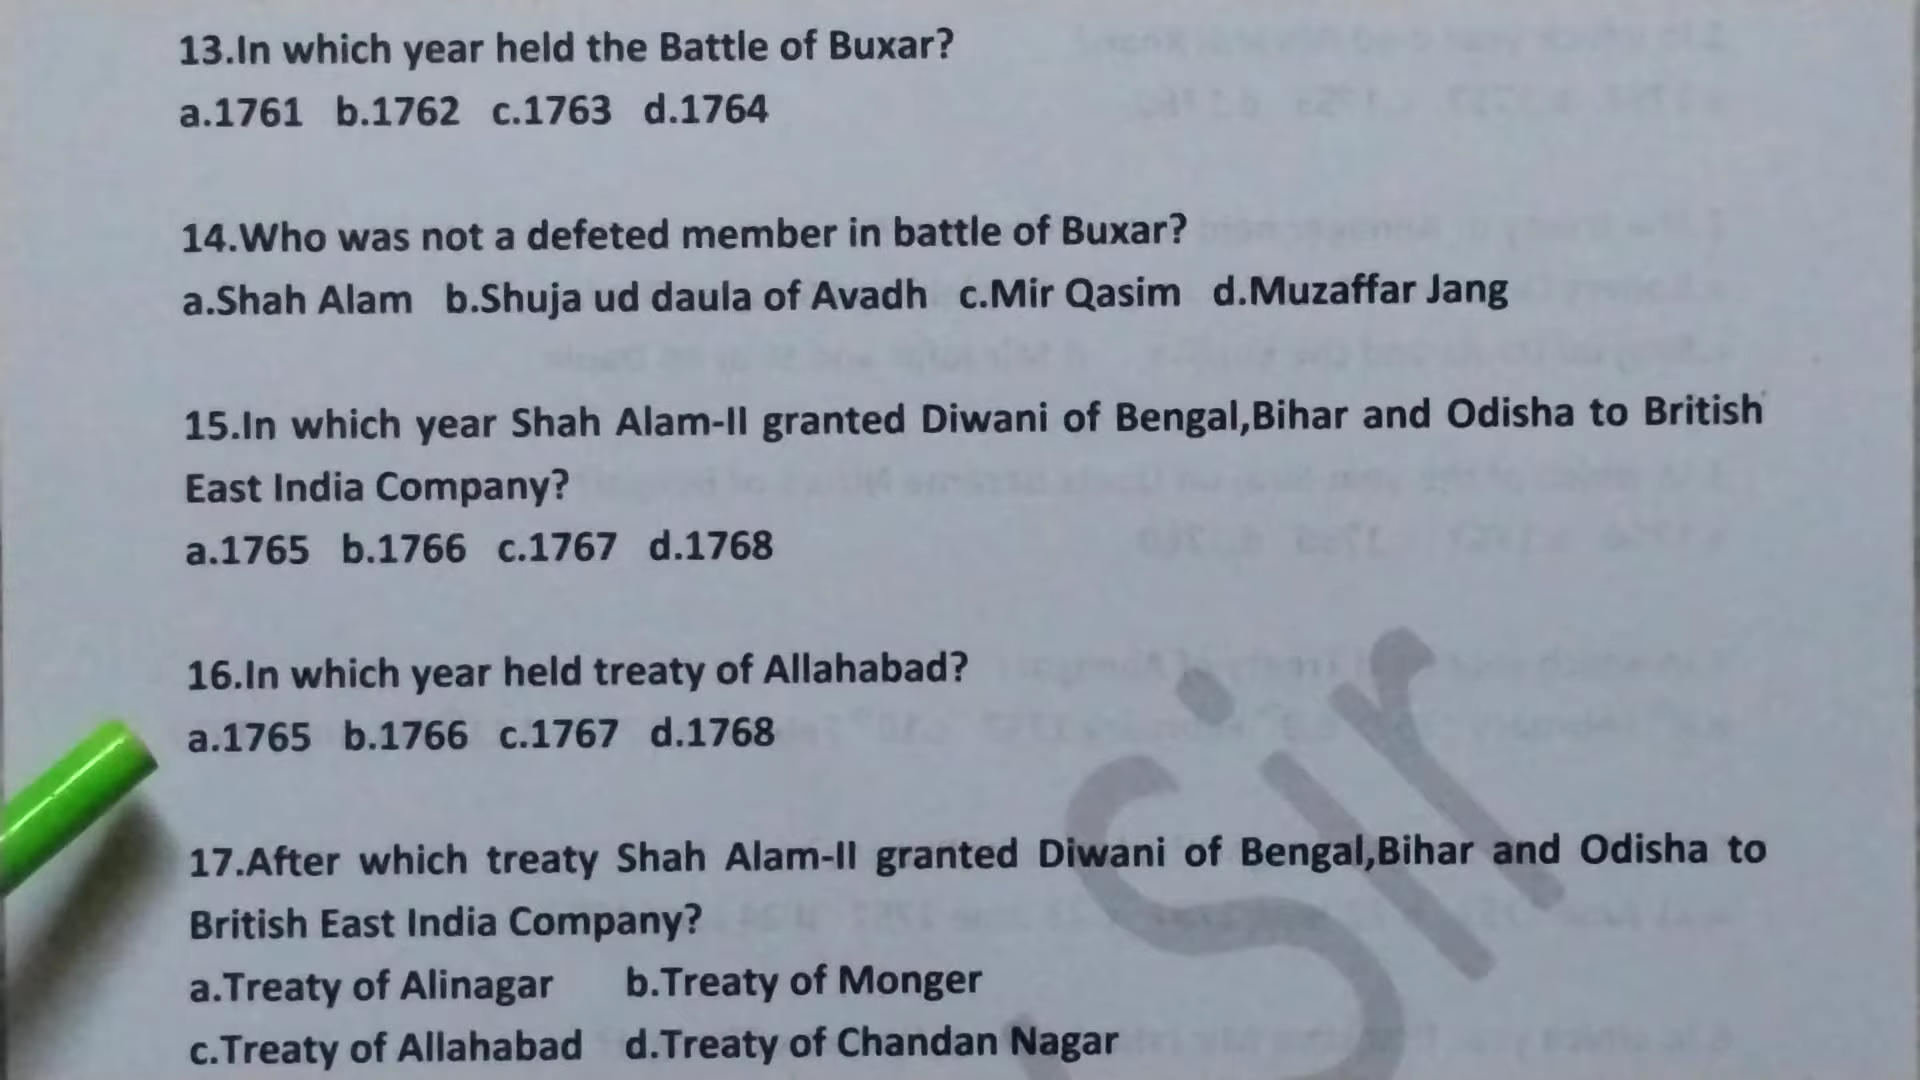 13.In which year held the Battle of Buxar?
a.1761 b.1762 c.1763 d.1764
14.Who was not a defeted member in battle of Buxar?
a.Shah Alam b.Shuja ud daula of Avadh c.Mir Qasim d.Muzaffar Jang
15.In which year Shah Alam-II granted Diwani of Bengal,Bihar and Odisha to British
East India Company?
a.1765 b.1766 c.1767 d.1768
16.In which year held treaty of Allahabad?
a.1765 b.1766 c.1767 d.1768
17.After which treaty Shah Alam-II granted Diwani of Bengal,Bihar and Odisha to
British East India Company?
a.Treaty of Alinagar b.Treaty of Monger
c.Treaty of Allahabad d.Treaty of Chandan Nagar
Sir